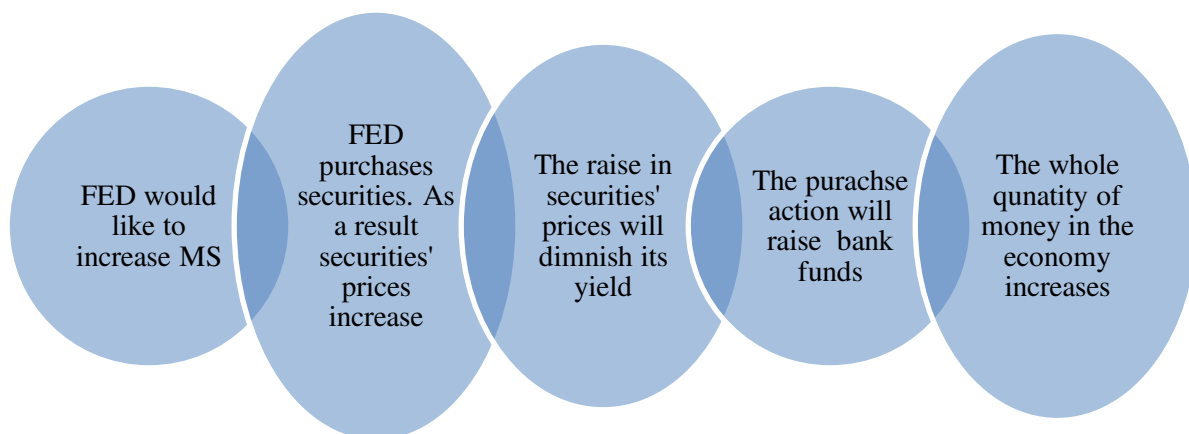 FED would
like to
increase MS
FED
purchases
securities. As
a result
securities'
prices
increase
The raise in
securities'
prices will
dimnish its
yield
The purachse
action will
raise bank
funds
The whole
qunatity of
money in the
economy
increases